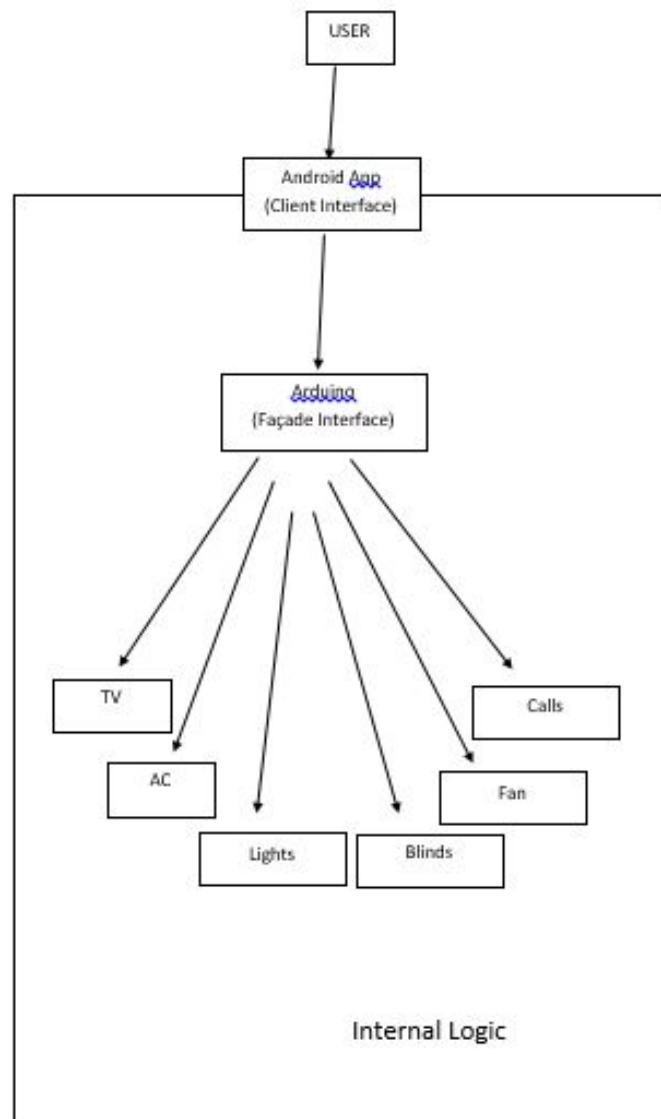 USER
Android App
(Client Interface)
Arduino
(Façade Interface)
TV
Calls
AC
Fan
Lights
Blinds
Internal Logic